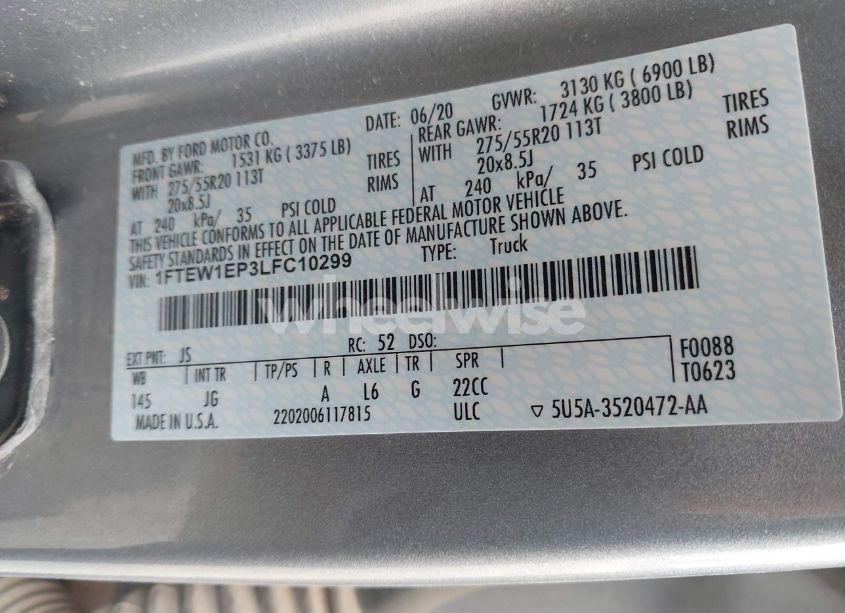 MFD. BY FORD MOTOR CO.
DATE: 06/20 GVWR: 3130 KG ( 6900 LB)
FRONT GAWR: 1531 KG ( 3375 LB)
REAR GAWR: 1724 KG ( 3800 LB)
WITH 275/55R20 113T TIRES
WITH 275/55R20 113T TIRES
20x8.5J RIMS
20x8.5J RIMS
AT 240 kPa/ 35 PSI COLD
AT 240 kPa/ 35 PSI COLD
THIS VEHICLE CONFORMS TO ALL APPLICABLE FEDERAL MOTOR VEHICLE
SAFETY STANDARDS IN EFFECT ON THE DATE OF MANUFACTURE SHOWN ABOVE.
VIN: 1FTEW1EP3LFC10299 TYPE: Truck
wheelwise
EXT PNT: JS RC: 52 DSO:
WB INT TR TP/PS R AXLE TR SPR F0088
145 JG A L6 G 22CC T0623
MADE IN U.S.A. 2202006117815 ULC ▽ 5U5A-3520472-AA